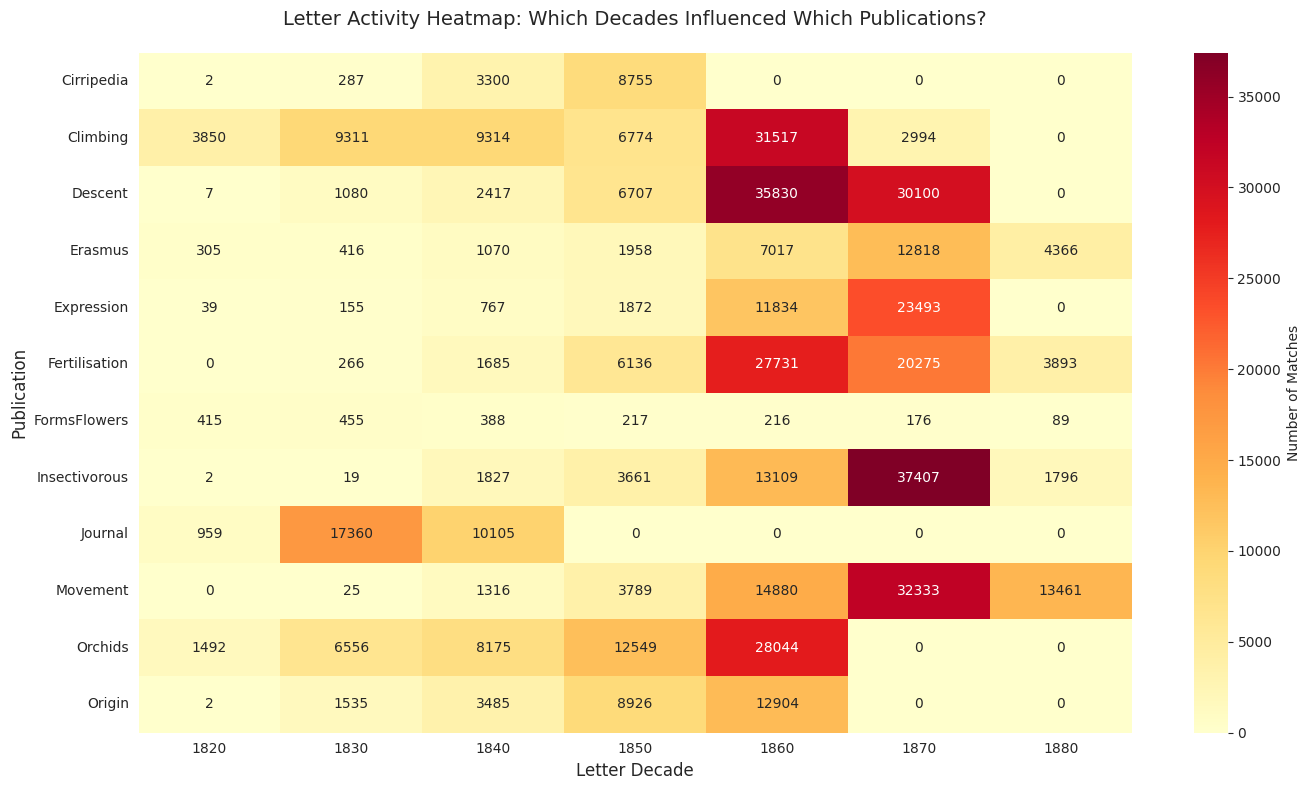 Letter Activity Heatmap: Which Decades Influenced Which Publications?
Publication
Cirripedia 2 287 3300 8755 0 0 0
Climbing 3850 9311 9314 6774 31517 2994 0
Descent 7 1080 2417 6707 35830 30100 0
Erasmus 305 416 1070 1958 7017 12818 4366
Expression 39 155 767 1872 11834 23493 0
Fertilisation 0 266 1685 6136 27731 20275 3893
FormsFlowers 415 455 388 217 216 176 89
Insectivorous 2 19 1827 3661 13109 37407 1796
Journal 959 17360 10105 0 0 0 0
Movement 0 25 1316 3789 14880 32333 13461
Orchids 1492 6556 8175 12549 28044 0 0
Origin 2 1535 3485 8926 12904 0 0
1820 1830 1840 1850 1860 1870 1880
Letter Decade
35000
30000
25000
20000
15000
10000
5000
0
Number of Matches